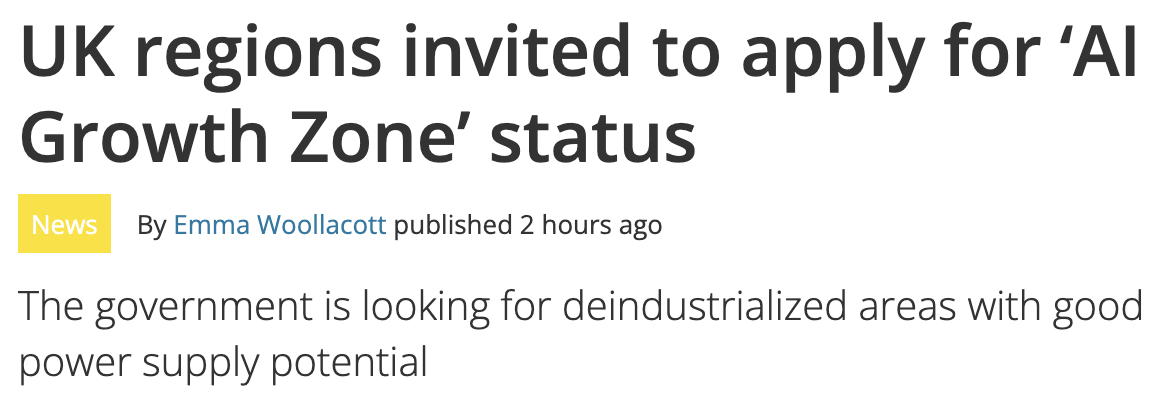 UK regions invited to apply for ‘AI
Growth Zone’ status
News By Emma Woollacott published 2 hours ago
The government is looking for deindustrialized areas with good
power supply potential